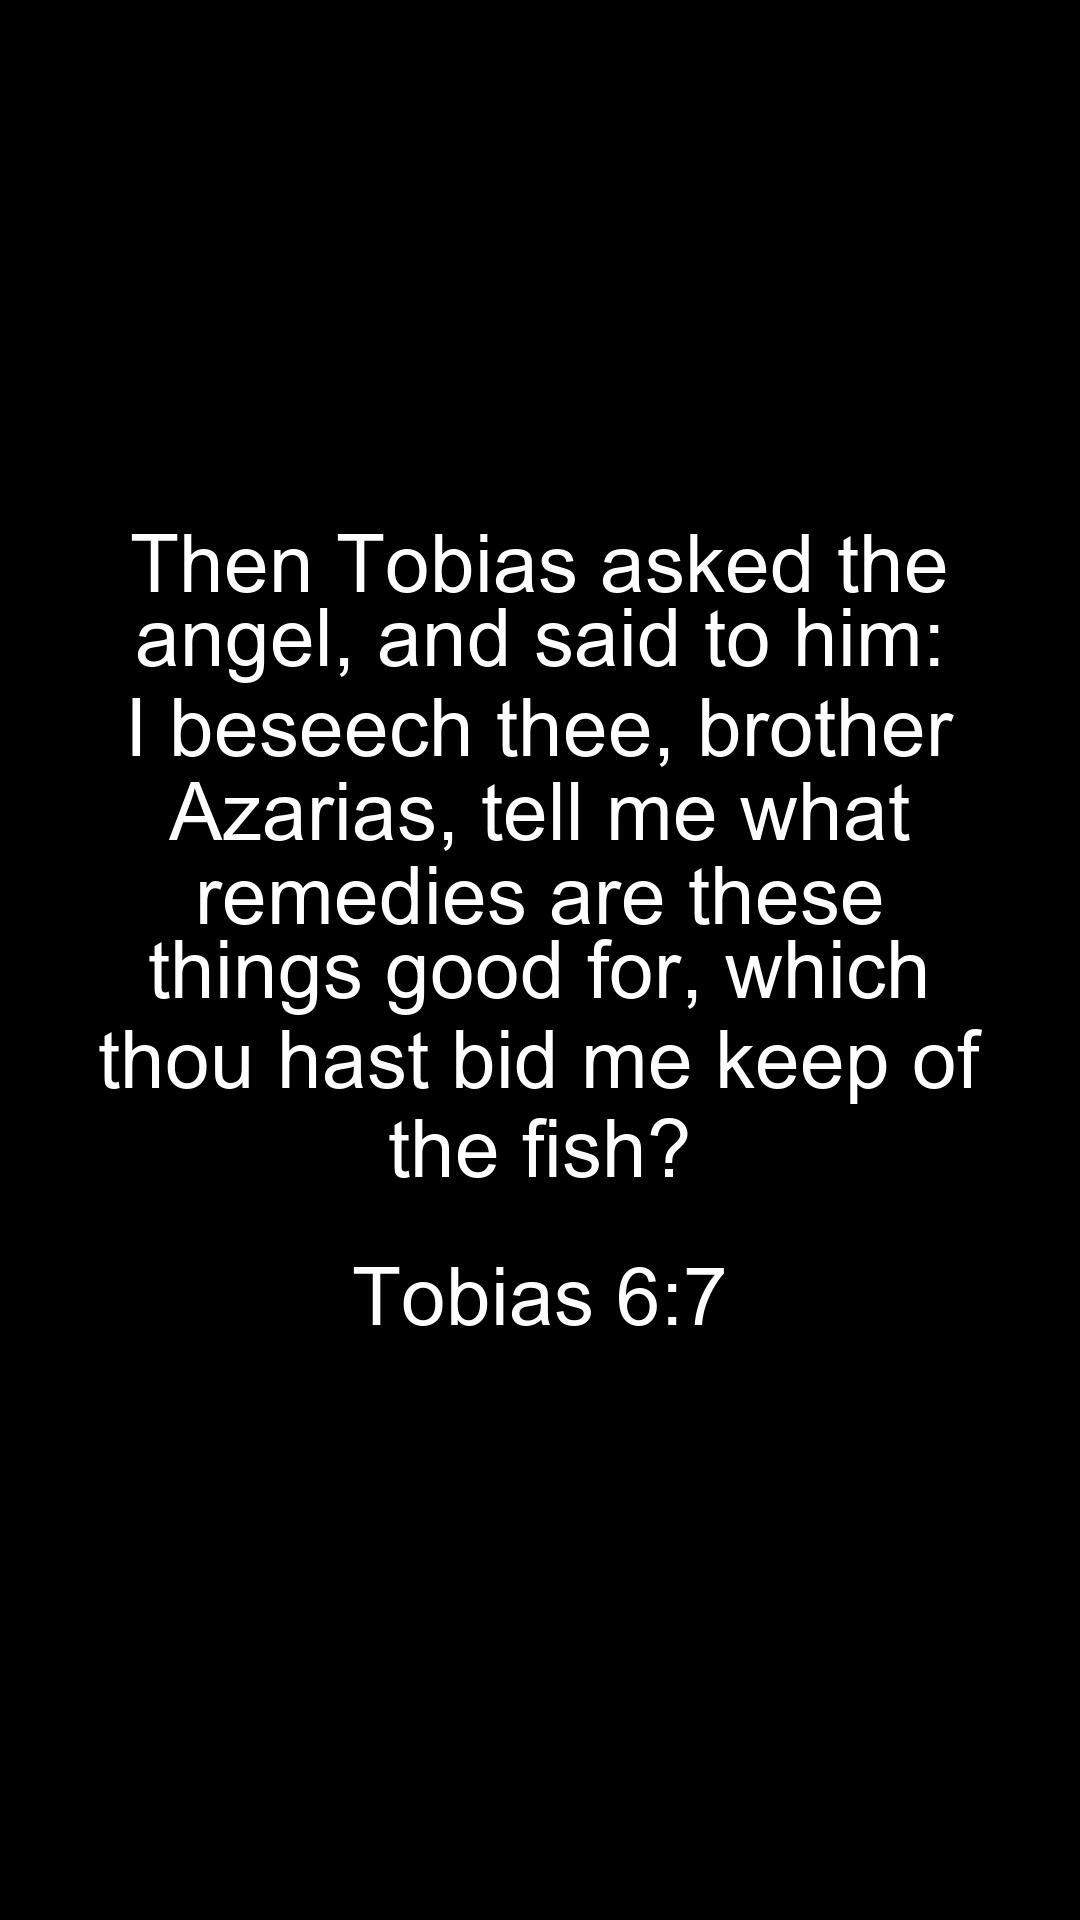 Then Tobias asked the
angel, and said to him:
I beseech thee, brother
Azarias, tell me what
remedies are these
things good for, which
thou hast bid me keep of
the fish?
Tobias 6:7